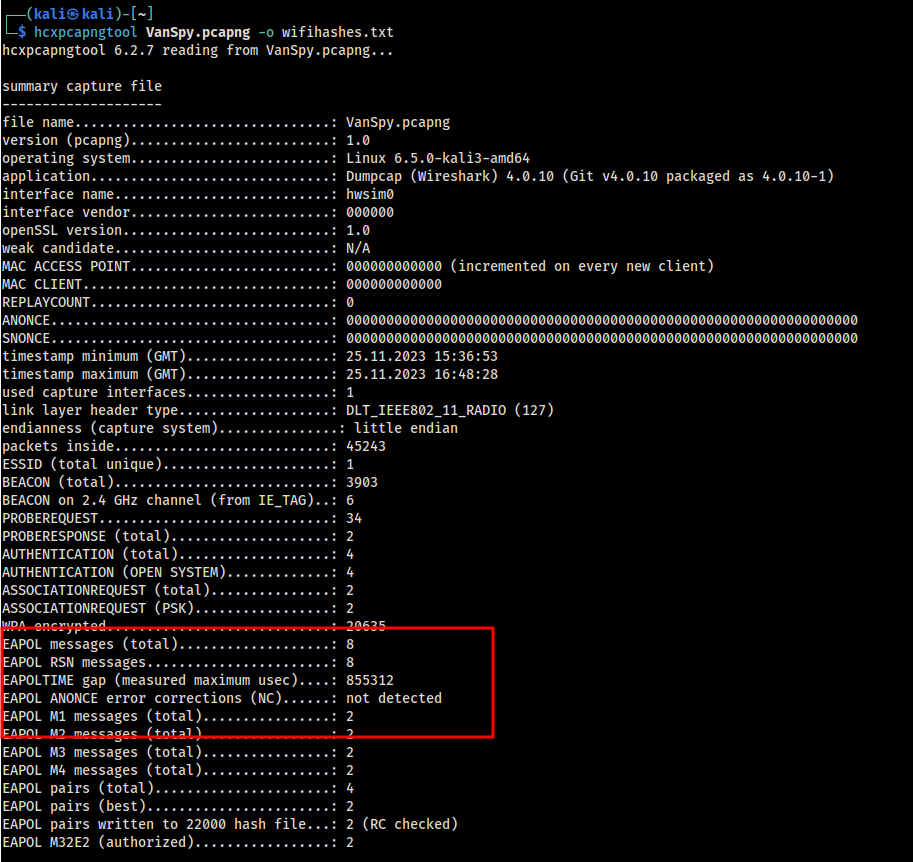 (kali㉿kali)-[~]
$ hcxpcapngtool VanSpy.pcapng -o wifihashes.txt
hcxpcapngtool 6.2.7 reading from VanSpy.pcapng...
summary capture file
--------------------
file name................................: VanSpy.pcapng
version (pcapng).........................: 1.0
operating system.........................: Linux 6.5.0-kali3-amd64
application..............................: Dumpcap (Wireshark) 4.0.10 (Git v4.0.10 packaged as 4.0.10-1)
interface name...........................: hwsim0
interface vendor.........................: 000000
openSSL version..........................: 1.0
weak candidate...........................: N/A
MAC ACCESS POINT.........................: 000000000000 (incremented on every new client)
MAC CLIENT...............................: 000000000000
REPLAYCOUNT..............................: 0
ANONCE...................................: 0000000000000000000000000000000000000000000000000000000000000000
SNONCE...................................: 0000000000000000000000000000000000000000000000000000000000000000
timestamp minimum (GMT)..................: 25.11.2023 15:36:53
timestamp maximum (GMT)..................: 25.11.2023 16:48:28
used capture interfaces..................: 1
link layer header type...................: DLT_IEEE802_11_RADIO (127)
endianness (capture system)...............: little endian
packets inside...........................: 45243
ESSID (total unique).....................: 1
BEACON (total)...........................: 3903
BEACON on 2.4 GHz channel (from IE_TAG)..: 6
PROBEREQUEST.............................: 34
PROBERESPONSE (total)....................: 2
AUTHENTICATION (total)...................: 4
AUTHENTICATION (OPEN SYSTEM).............: 4
ASSOCIATIONREQUEST (total)...............: 2
ASSOCIATIONREQUEST (PSK).................: 2
WPA encrypted............................: 20635
EAPOL messages (total)...................: 8
EAPOL RSN messages.......................: 8
EAPOLTIME gap (measured maximum usec)....: 855312
EAPOL ANONCE error corrections (NC)......: not detected
EAPOL M1 messages (total)................: 2
EAPOL M2 messages (total)................: 2
EAPOL M3 messages (total)................: 2
EAPOL M4 messages (total)................: 2
EAPOL pairs (total)......................: 4
EAPOL pairs (best).......................: 2
EAPOL pairs written to 22000 hash file...: 2 (RC checked)
EAPOL M32E2 (authorized).................: 2